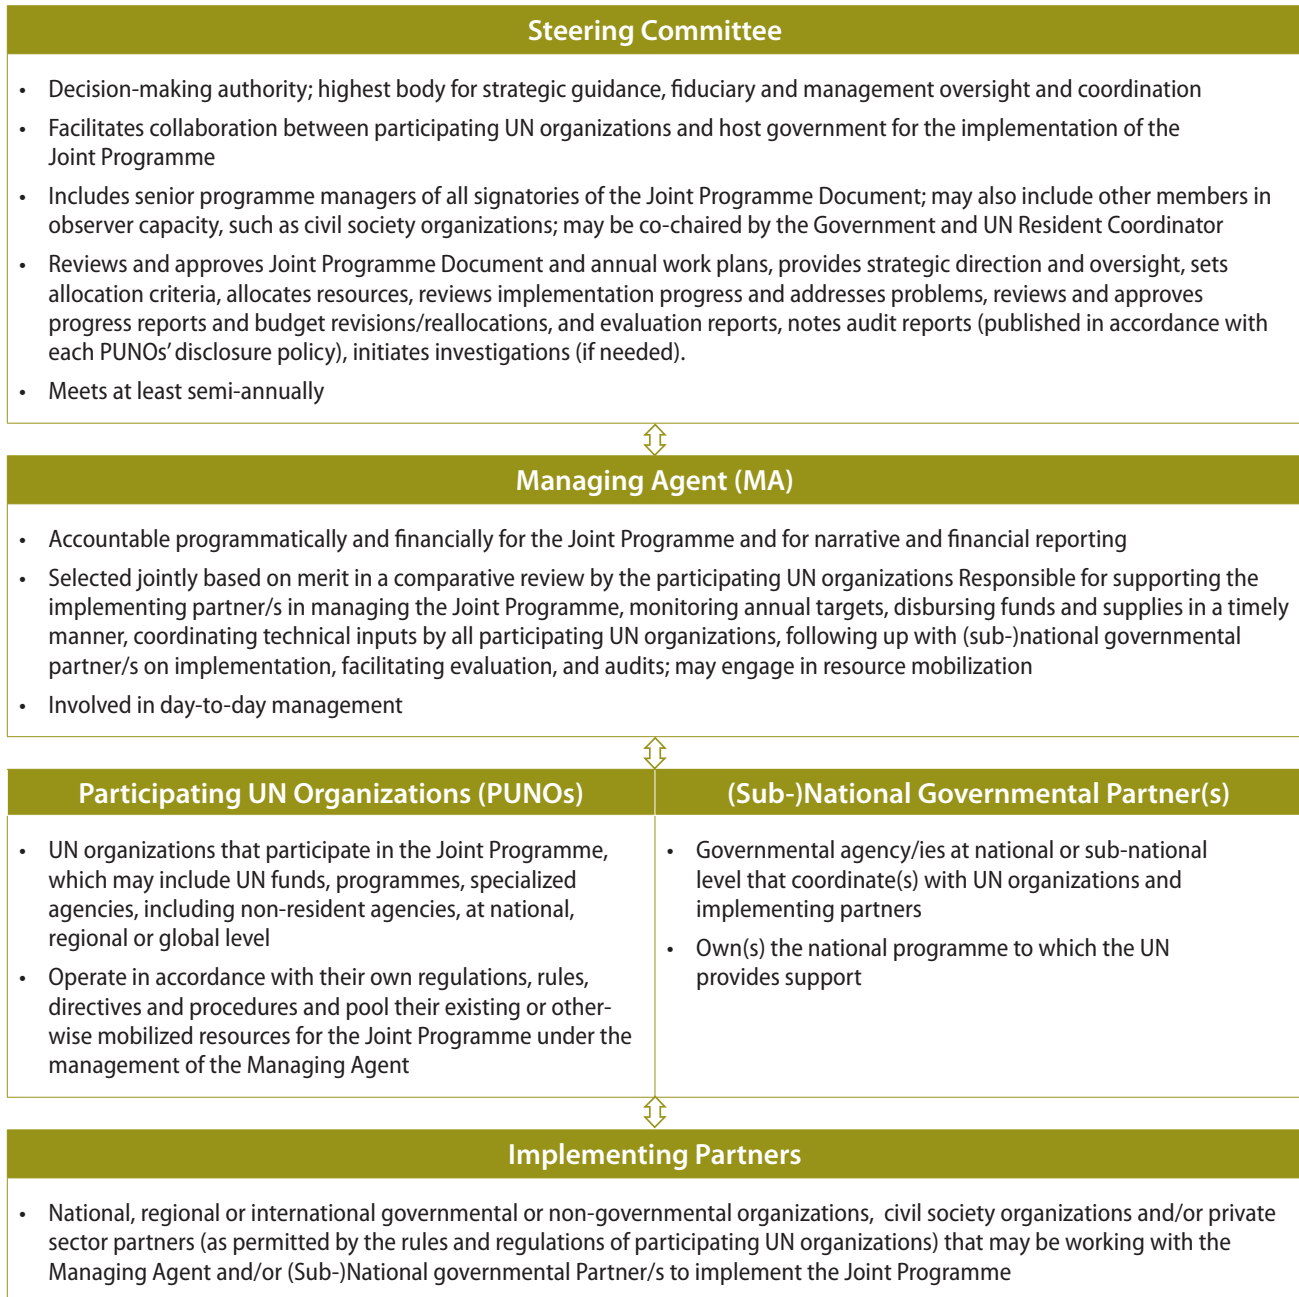 Steering Committee
• Decision-making authority; highest body for strategic guidance, fiduciary and management oversight and coordination
• Facilitates collaboration between participating UN organizations and host government for the implementation of the
Joint Programme
• Includes senior programme managers of all signatories of the Joint Programme Document; may also include other members in
observer capacity, such as civil society organizations; may be co-chaired by the Government and UN Resident Coordinator
• Reviews and approves Joint Programme Document and annual work plans, provides strategic direction and oversight, sets
allocation criteria, allocates resources, reviews implementation progress and addresses problems, reviews and approves
progress reports and budget revisions/reallocations, and evaluation reports, notes audit reports (published in accordance with
each PUNOs’ disclosure policy), initiates investigations (if needed).
• Meets at least semi-annually
Managing Agent (MA)
• Accountable programmatically and financially for the Joint Programme and for narrative and financial reporting
• Selected jointly based on merit in a comparative review by the participating UN organizations Responsible for supporting the
implementing partner/s in managing the Joint Programme, monitoring annual targets, disbursing funds and supplies in a timely
manner, coordinating technical inputs by all participating UN organizations, following up with (sub-)national governmental
partner/s on implementation, facilitating evaluation, and audits; may engage in resource mobilization
• Involved in day-to-day management
Participating UN Organizations (PUNOs)
• UN organizations that participate in the Joint Programme,
which may include UN funds, programmes, specialized
agencies, including non-resident agencies, at national,
regional or global level
• Operate in accordance with their own regulations, rules,
directives and procedures and pool their existing or other-
wise mobilized resources for the Joint Programme under the
management of the Managing Agent
(Sub-)National Governmental Partner(s)
• Governmental agency/ies at national or sub-national
level that coordinate(s) with UN organizations and
implementing partners
• Own(s) the national programme to which the UN
provides support
Implementing Partners
• National, regional or international governmental or non-governmental organizations, civil society organizations and/or private
sector partners (as permitted by the rules and regulations of participating UN organizations) that may be working with the
Managing Agent and/or (Sub-)National governmental Partner/s to implement the Joint Programme